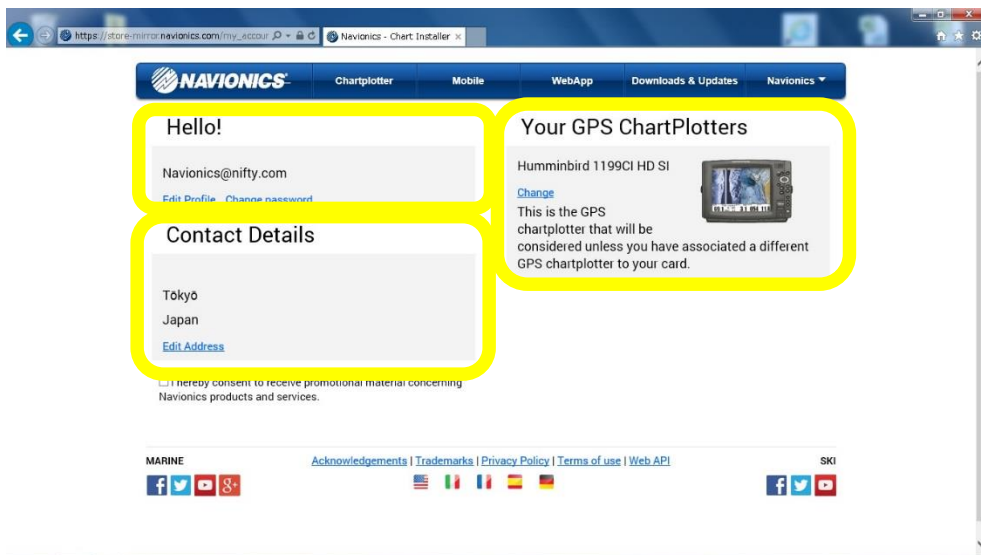 https://store-mirror.navionics.com/my_accour
Navionics - Chart Installer
NAVIONICS
Chartplotter
Mobile
WebApp
Downloads & Updates
Navionics
Hello!
Navionics@nifty.com
Edit Profile Change password
Contact Details
Tōkyō
Japan
Edit Address
Your GPS ChartPlotters
Humminbird 1199CI HD SI
Change
This is the GPS
chartplotter that will be
considered unless you have associated a different
GPS chartplotter to your card.
I hereby consent to receive promotional material concerning
Navionics products and services.
MARINE
Acknowledgements | Trademarks | Privacy Policy | Terms of use | Web API
SKI